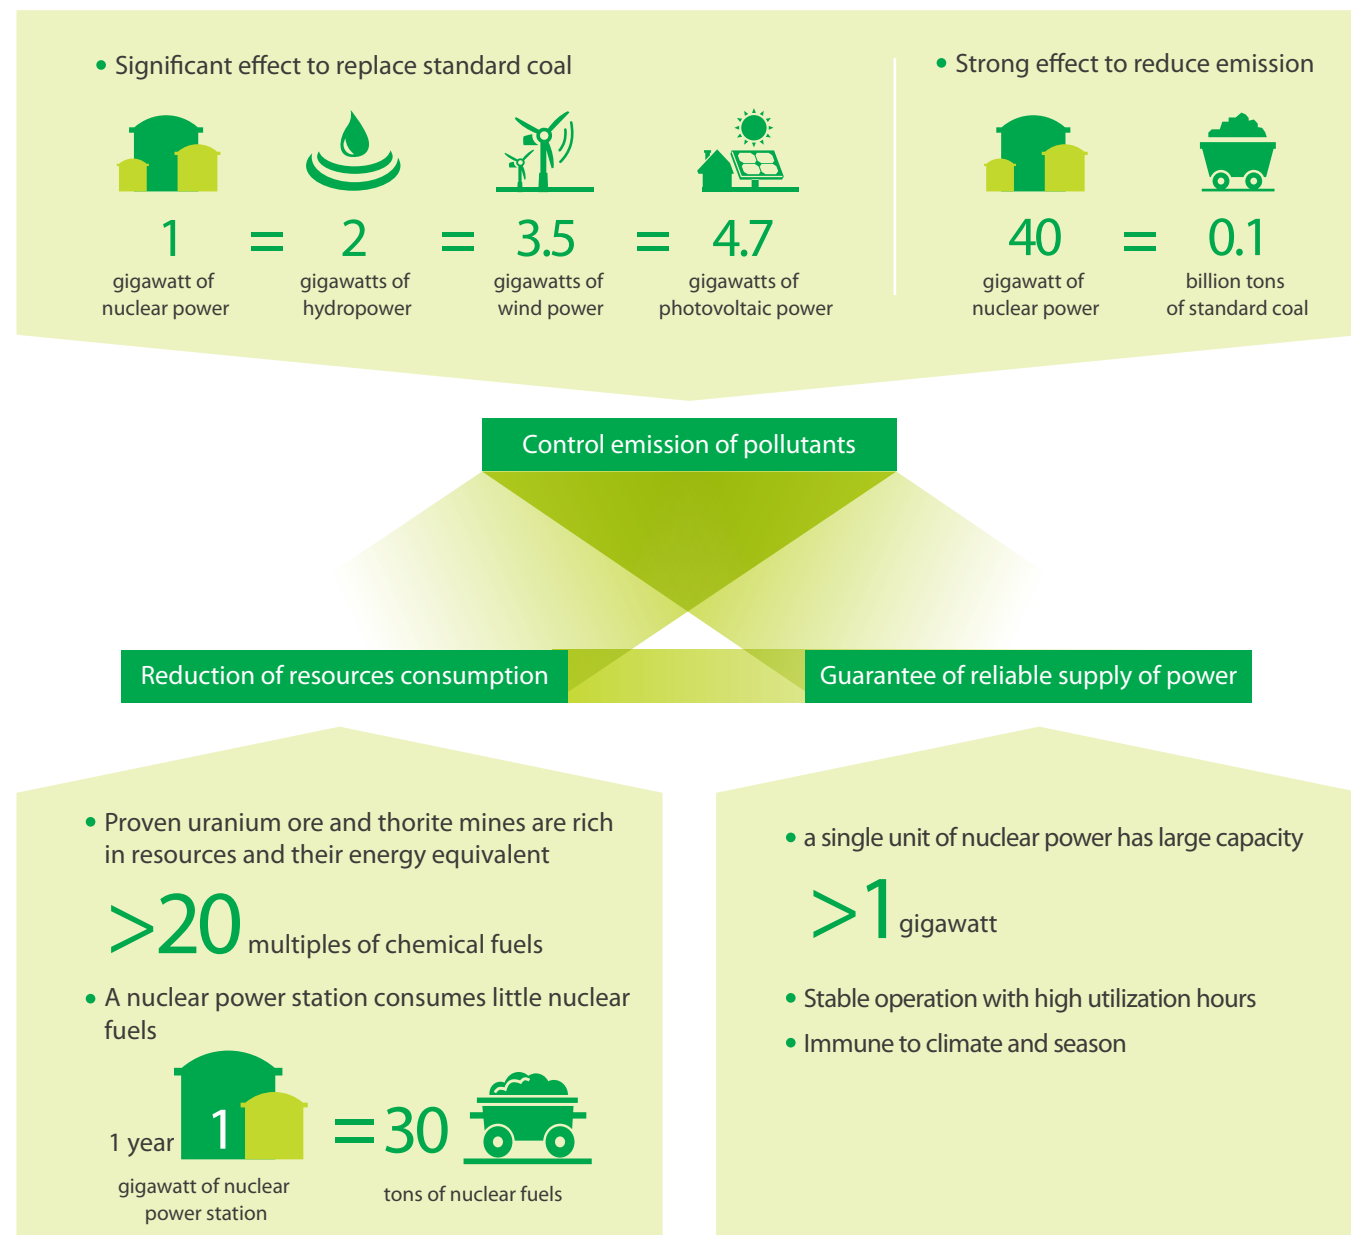 • Significant effect to replace standard coal
1 = 2 = 3.5 = 4.7
gigawatt of
nuclear power
gigawatts of
hydropower
gigawatts of
wind power
gigawatts of
photovoltaic power
• Strong effect to reduce emission
40 = 0.1
gigawatt of
nuclear power
billion tons
of standard coal
Control emission of pollutants
Reduction of resources consumption
Guarantee of reliable supply of power
• Proven uranium ore and thorite mines are rich
in resources and their energy equivalent
>20 multiples of chemical fuels
• A nuclear power station consumes little nuclear
fuels
1 year 1 = 30
gigawatt of nuclear
power station
tons of nuclear fuels
• a single unit of nuclear power has large capacity
>1 gigawatt
• Stable operation with high utilization hours
• Immune to climate and season